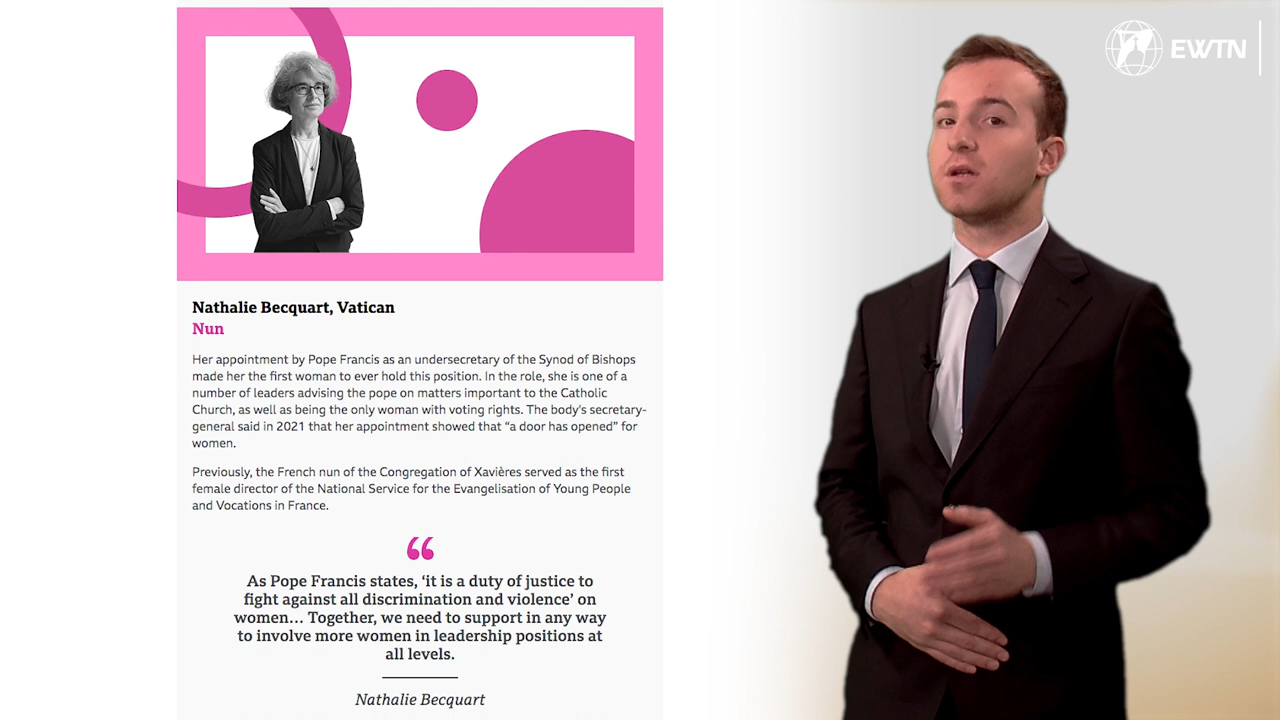 EWTN
Nathalie Becquart, Vatican
Nun
Her appointment by Pope Francis as an undersecretary of the Synod of Bishops
made her the first woman to ever hold this position. In the role, she is one of a
number of leaders advising the pope on matters important to the Catholic
Church, as well as being the only woman with voting rights. The body's secretary-
general said in 2021 that her appointment showed that “a door has opened” for
women.
Previously, the French nun of the Congregation of Xavières served as the first
female director of the National Service for the Evangelisation of Young People
and Vocations in France.
“
As Pope Francis states, ‘it is a duty of justice to
fight against all discrimination and violence’ on
women... Together, we need to support in any way
to involve more women in leadership positions at
all levels.
Nathalie Becquart